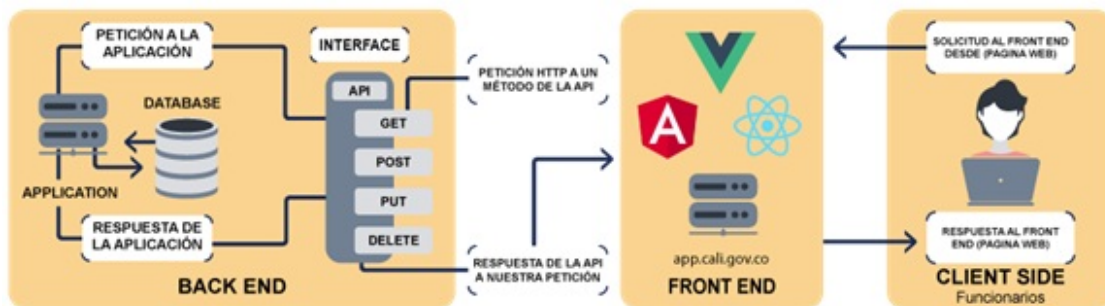 PETICIÓN A LA
APLICACIÓN
DATABASE
APPLICATION
RESPUESTA DE
LA APLICACIÓN
BACK END
INTERFACE
API
GET
POST
PUT
DELETE
PETICIÓN HTTP A UN
MÉTODO DE LA API
RESPUESTA DE LA API
A NUESTRA PETICIÓN
A
app.cali.gov.co
FRONT END
SOLICITUD AL FRONT END
DESDE (PAGINA WEB)
RESPUESTA AL FRONT
END (PAGINA WEB)
CLIENT SIDE
Funcionarios